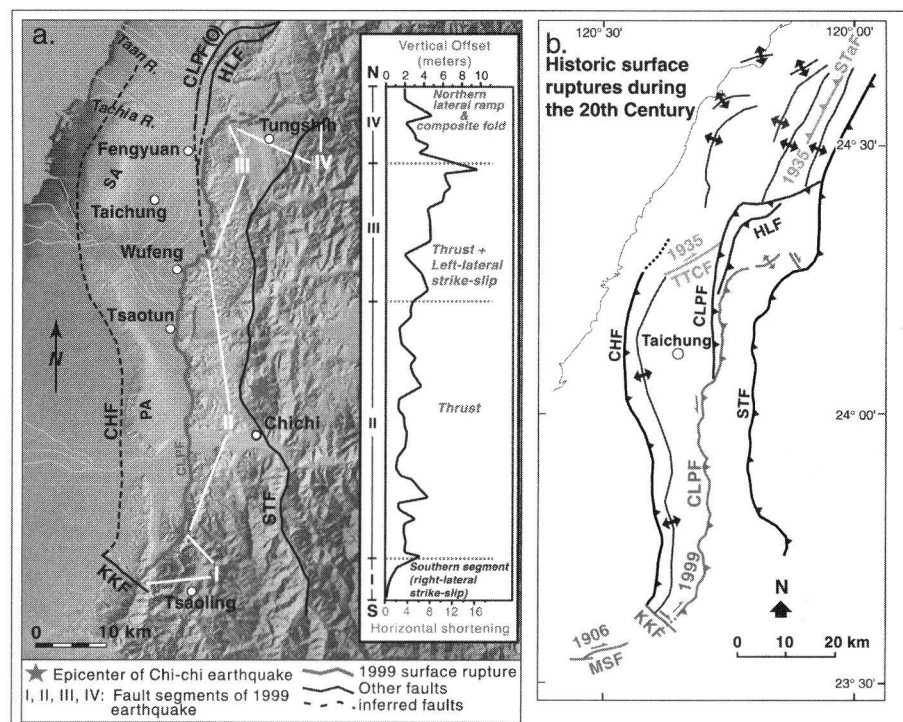 a.
Taan R.
Tachia R.
CLPF(O)
HLF
Tungshih
Fengyuan
IV
III
SA
Taichung
Wufeng
Tsaotun
N
CHF
PA
II
Chichi
CLPF
STF
KKF
I
Tsaoling
0 10 km
Vertical Offset
(meters)
N 0 2 4 6 8 10
Northern
lateral ramp
&
composite fold
IV
III
Thrust +
Left-lateral
strike-slip
II
Thrust
I
Southern segment
(right-lateral
strike-slip)
S 0 4 8 12 16
Horizontal shortening
Epicenter of Chi-chi
earthquake
I, II, III, IV: Fault segments of 1999
earthquake
1999 surface rupture
Other faults
inferred faults
b.
120° 30'
120° 00'
Historic surface
ruptures during
the 20th Century
STaF
1935
24° 30'
HLF
1935
TTCF
CLPF
CHF
Taichung
STF
24° 00'
CLPF
1999
KKF
1906
MSF
N
0 10 20 km
23° 30'